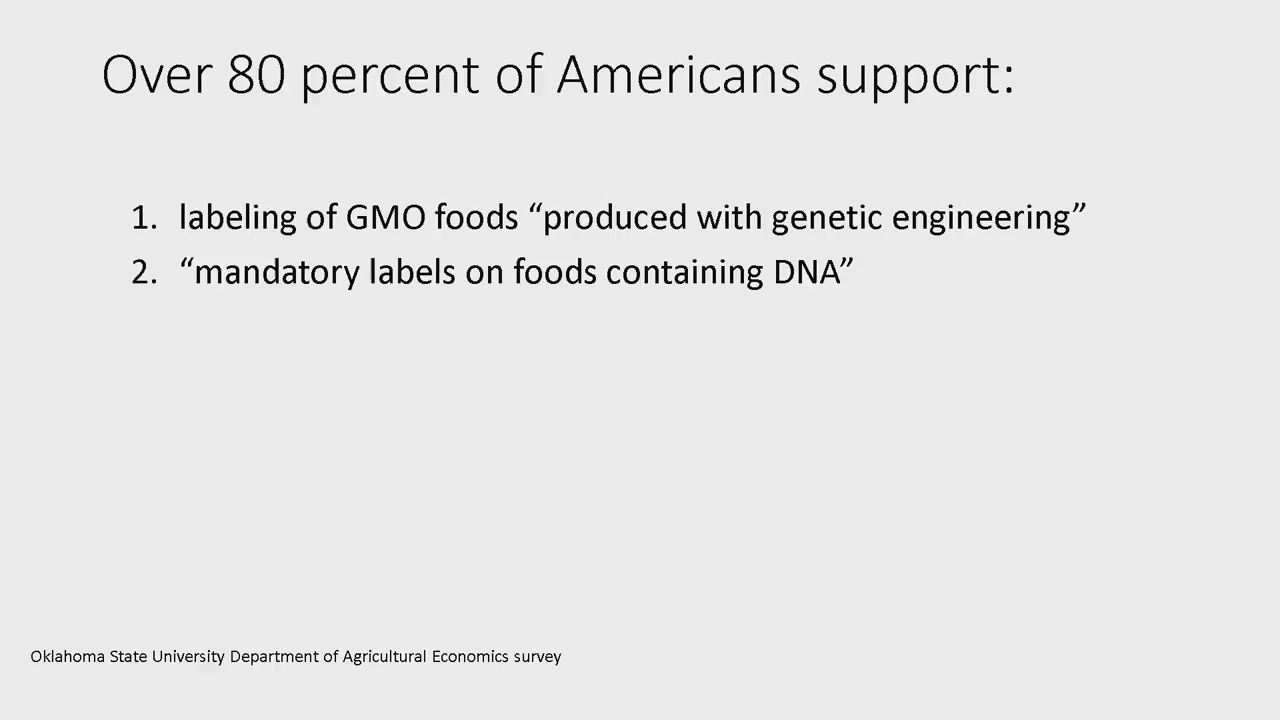 Over 80 percent of Americans support:
1. labeling of GMO foods “produced with genetic engineering”
2. “mandatory labels on foods containing DNA”
Oklahoma State University Department of Agricultural Economics survey